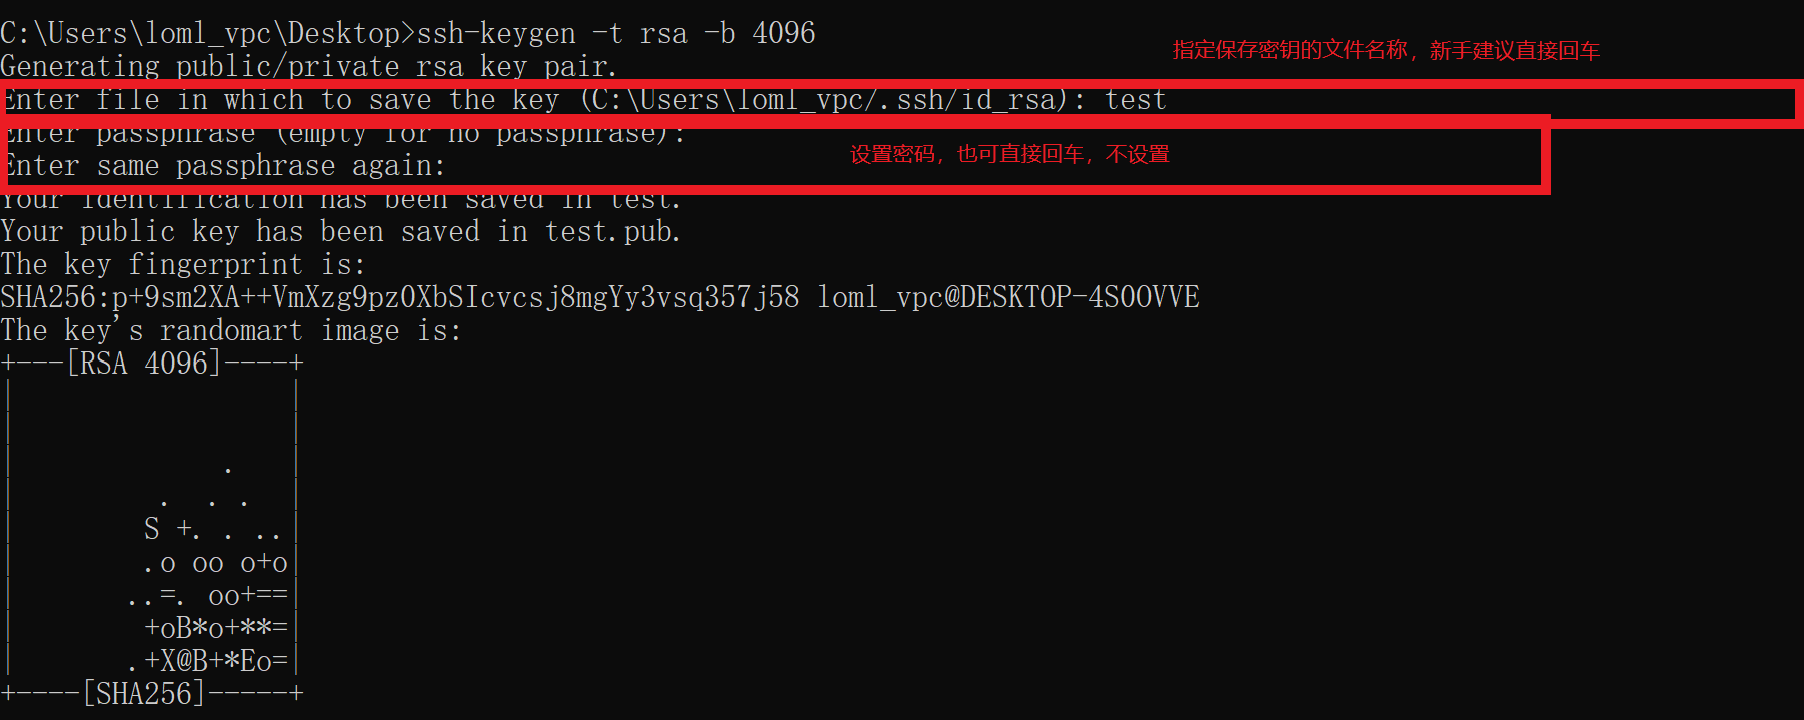 C:\Users\loml_vpc\Desktop>ssh-keygen -t rsa -b 4096
指定保存密钥的文件名称，新手建议直接回车
Generating public/private rsa key pair.
Enter file in which to save the key (C:\Users\loml_vpc/.ssh/id_rsa): test
Enter passphrase (empty for no passphrase):
设置密码，也可直接回车，不设置
Enter same passphrase again:
Your identification has been saved in test.
Your public key has been saved in test.pub.
The key fingerprint is:
SHA256:p+9sm2XA++VmXzg9pz0XbSIcvcsj8mgYy3vsq357j58 loml_vpc@DESKTOP-4S0OVVE
The key's randomart image is:
+---[RSA 4096]----+
|                 |
|                 |
|             .   |
|         .  . .  |
|        S +. . ..|
|        .o oo o+o|
|       ..=. oo+==|
|        +oB*o+**=|
|       .+X@B+*Eo=|
+----[SHA256]-----+